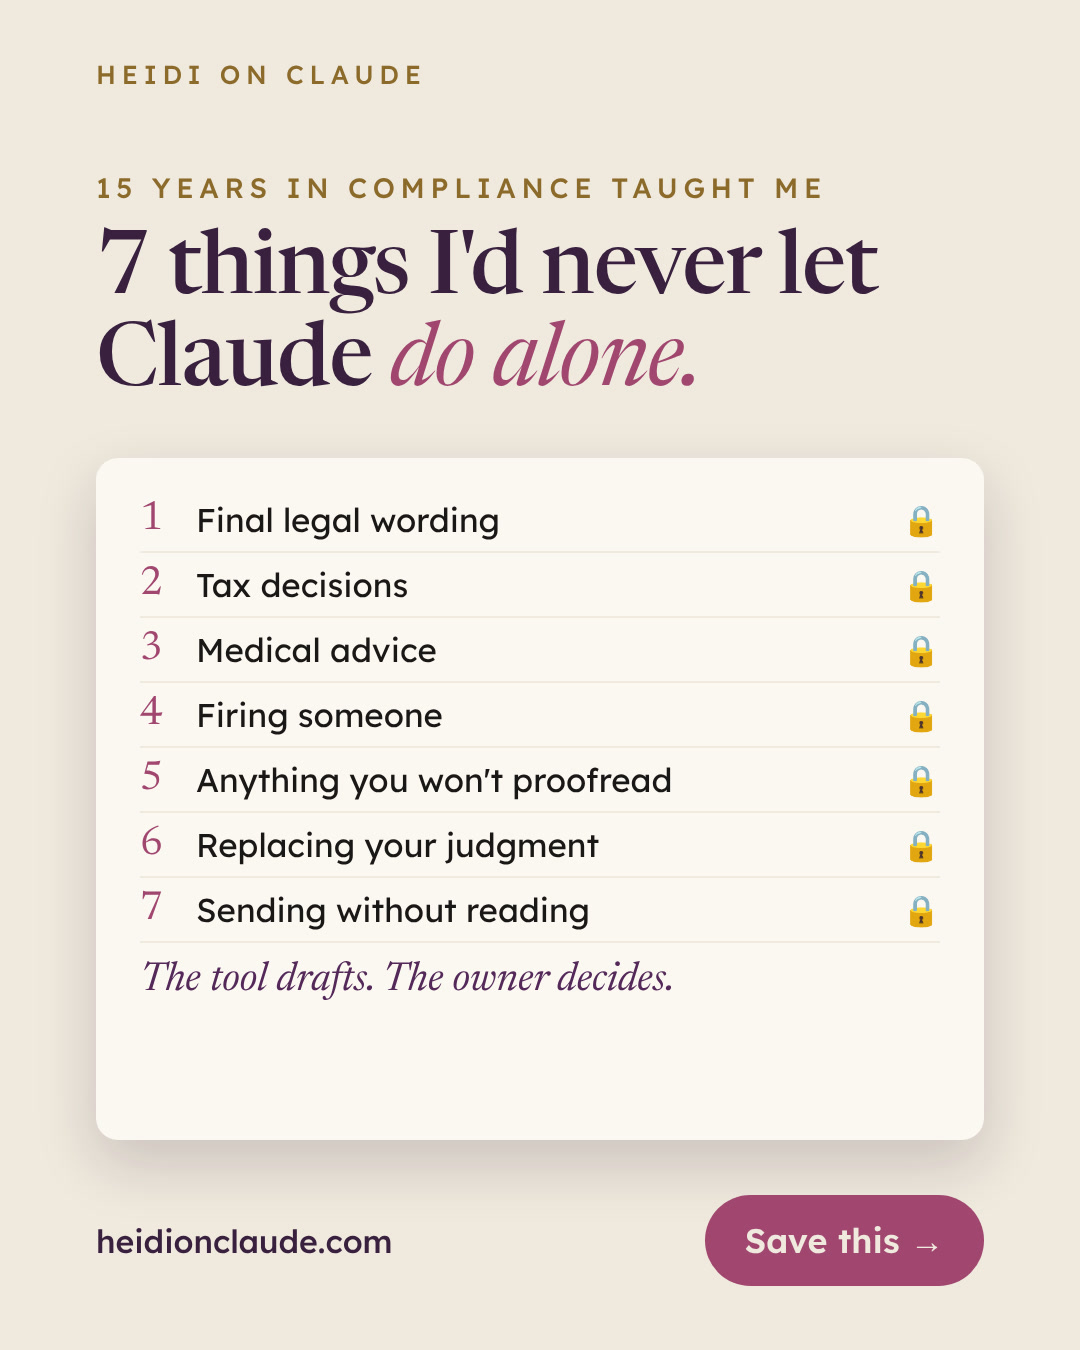 HEIDI ON CLAUDE
15 YEARS IN COMPLIANCE TAUGHT ME
7 things I'd never let
Claude do alone.
1 Final legal wording 🔒
2 Tax decisions 🔒
3 Medical advice 🔒
4 Firing someone 🔒
5 Anything you won't proofread 🔒
6 Replacing your judgment 🔒
7 Sending without reading 🔒
The tool drafts. The owner decides.
heidionclaude.com
Save this →